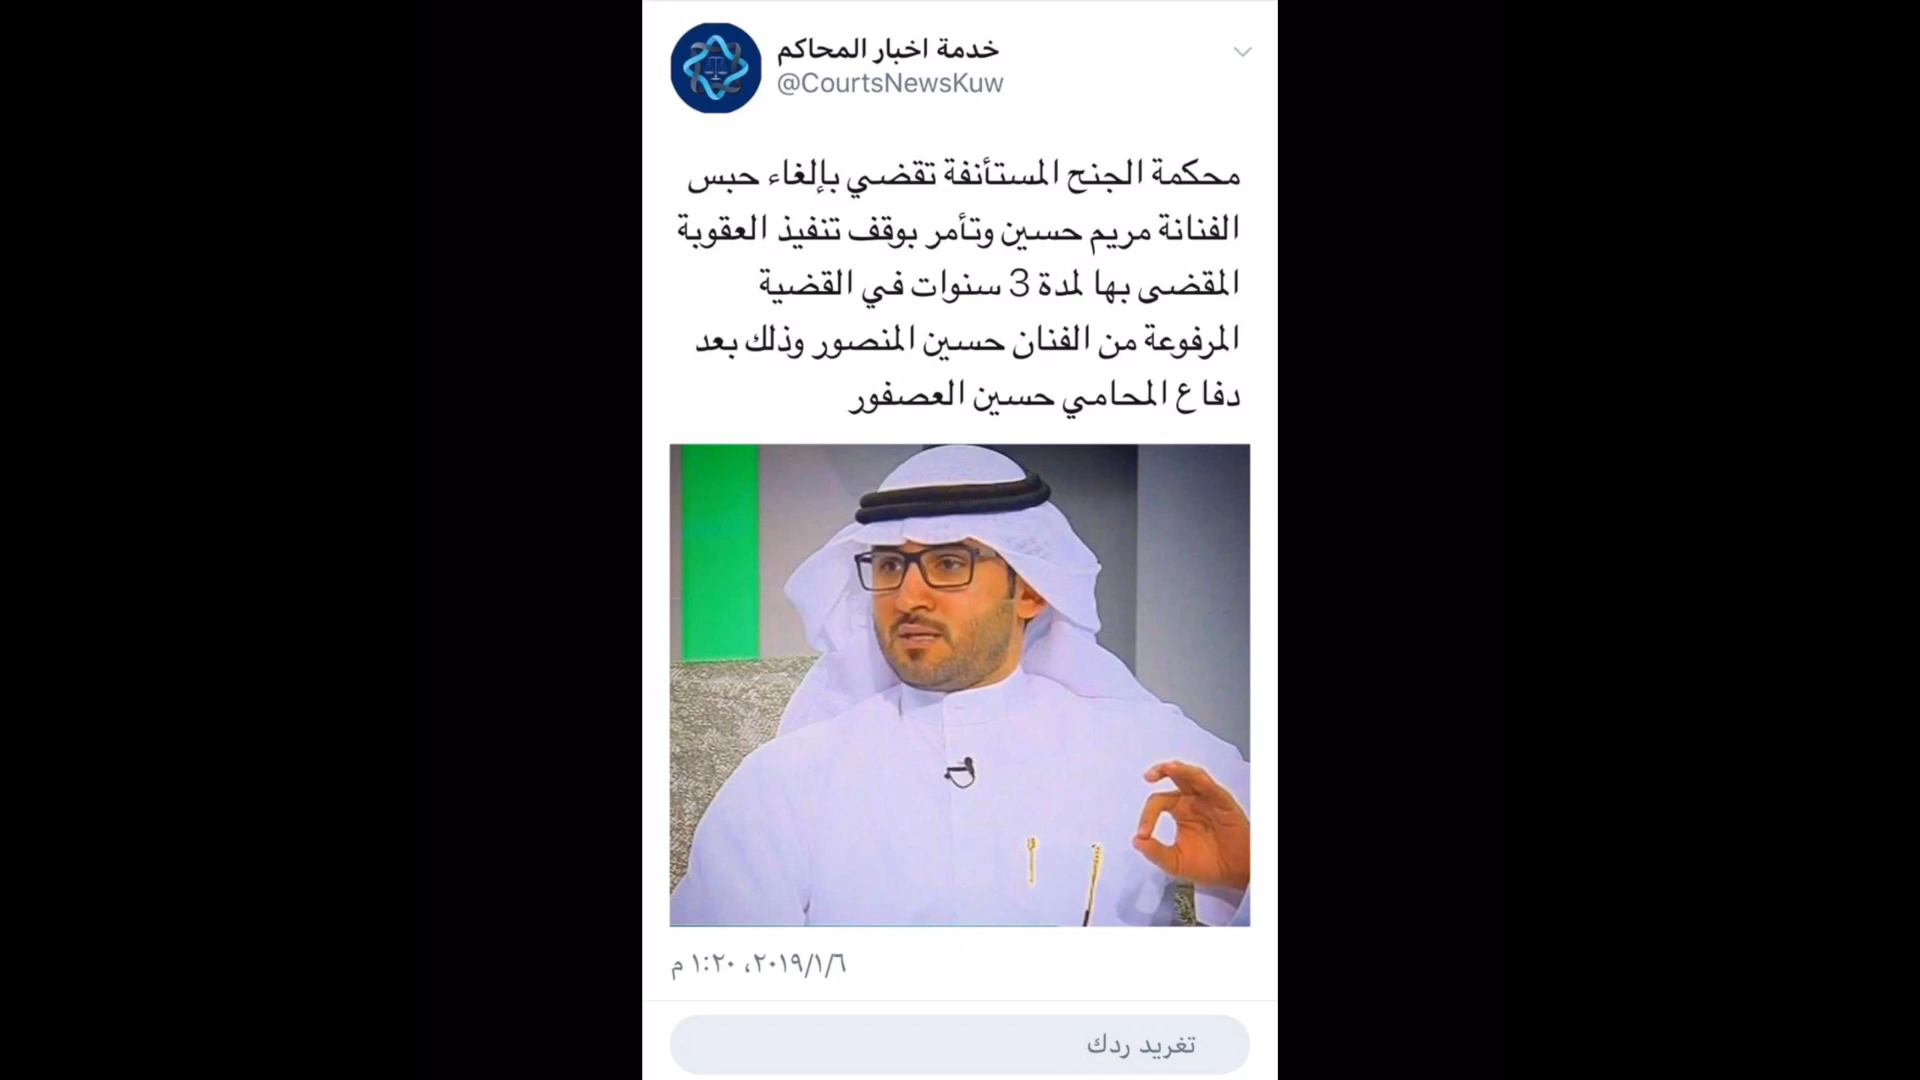 خدمة اخبار المحاكم
@CourtsNewsKuw
محكمة الجنح المستأنفة تقضي بإلغاء حبس
الفنانة مريم حسين وتأمر بوقف تنفيذ العقوبة
المقضى بها لمدة 3 سنوات في القضية
المرفوعة من الفنان حسين المنصور وذلك بعد
دفاع المحامي حسين العصفور
٢٠١٩/١/٦، ١:٢٠ م
تغريد ردك